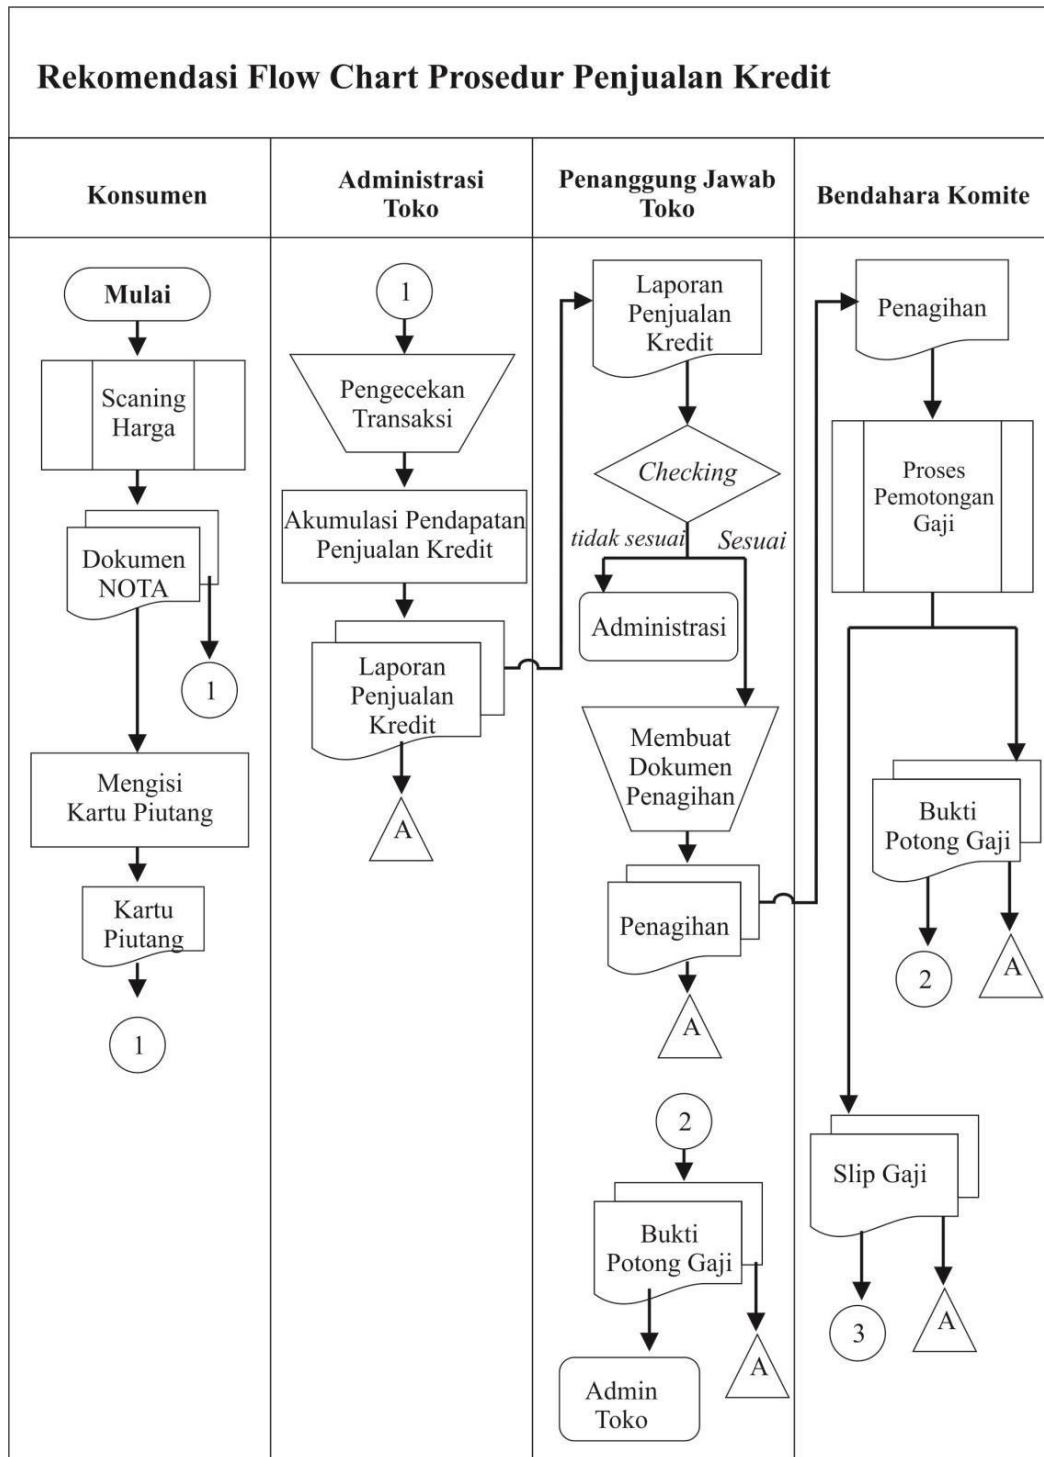 Rekomendasi Flow Chart Prosedur Penjualan Kredit
Konsumen
Administrasi
Toko
Penanggung Jawab
Toko
Bendahara Komite
Mulai
Scaning
Harga
Dokumen
NOTA
1
Mengisi
Kartu Piutang
Kartu
Piutang
1
1
Pengecekan
Transaksi
Akumulasi Pendapatan
Penjualan Kredit
Laporan
Penjualan
Kredit
A
Laporan
Penjualan
Kredit
Checking
tidak sesuai
Sesuai
Administrasi
Membuat
Dokumen
Penagihan
Penagihan
A
2
Bukti
Potong Gaji
A
Admin
Toko
Penagihan
Proses
Pemotongan
Gaji
Bukti
Potong Gaji
2
A
Slip Gaji
3
A